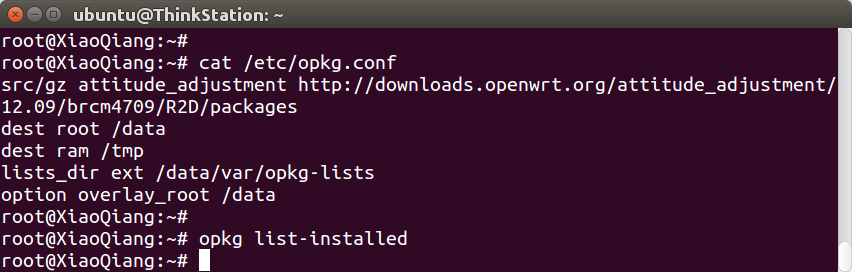 ubuntu@ThinkStation: ~
root@XiaoQiang:~#
root@XiaoQiang:~# cat /etc/opkg.conf
src/gz attitude_adjustment http://downloads.openwrt.org/attitude_adjustment/
12.09/brcm4709/R2D/packages
dest root /data
dest ram /tmp
lists_dir ext /data/var/opkg-lists
option overlay_root /data
root@XiaoQiang:~#
root@XiaoQiang:~# opkg list-installed
root@XiaoQiang:~#